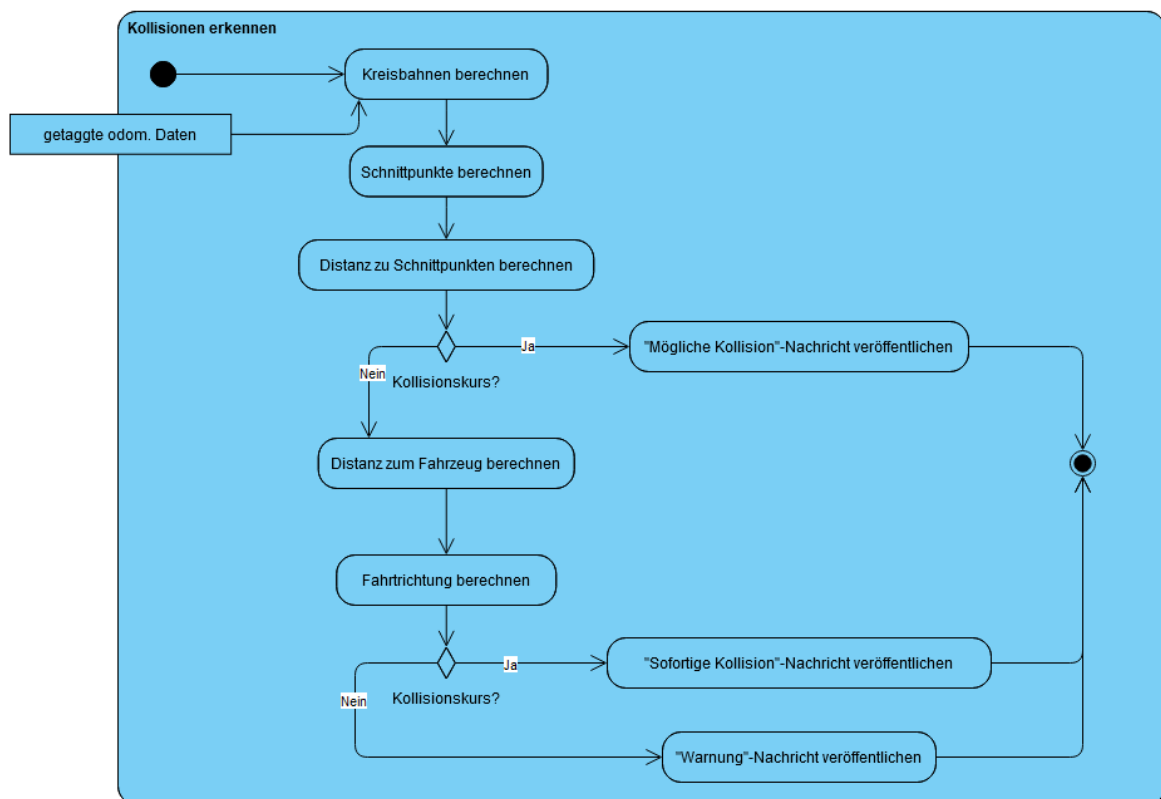 Kollisionen erkennen
Kreisbahnen berechnen
getaggte odom. Daten
Schnittpunkte berechnen
Distanz zu Schnittpunkten berechnen
Ja
"Mögliche Kollision"-Nachricht veröffentlichen
Nein
Kollisionskurs?
Distanz zum Fahrzeug berechnen
Fahrtrichtung berechnen
Ja
"Sofortige Kollision"-Nachricht veröffentlichen
Nein
Kollisionskurs?
"Warnung"-Nachricht veröffentlichen